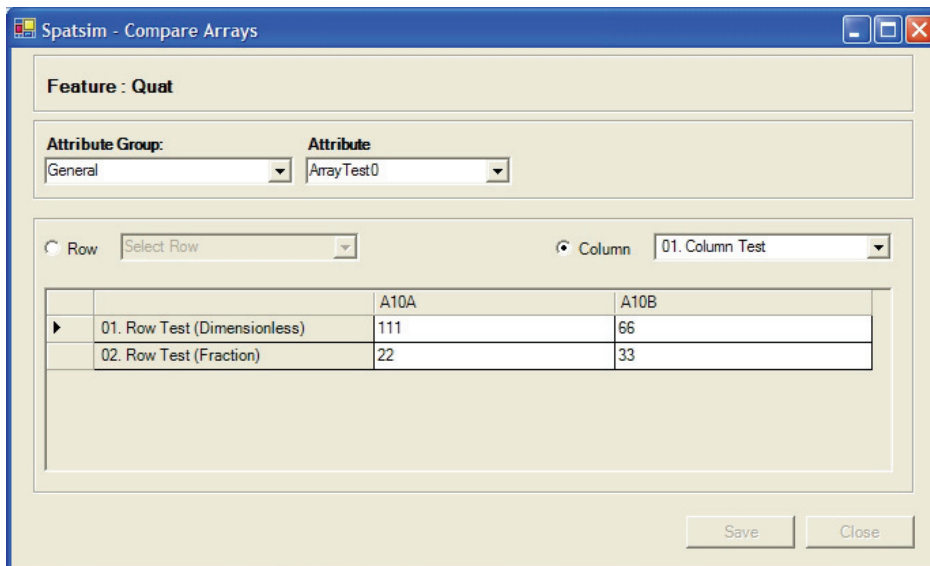 Spatsim - Compare Arrays
Feature : Quat
Attribute Group: Attribute
General ArrayTest0
Row Select Row Column 01. Column Test
A10A A10B
01. Row Test (Dimensionless) 111 66
02. Row Test (Fraction) 22 33
Save Close